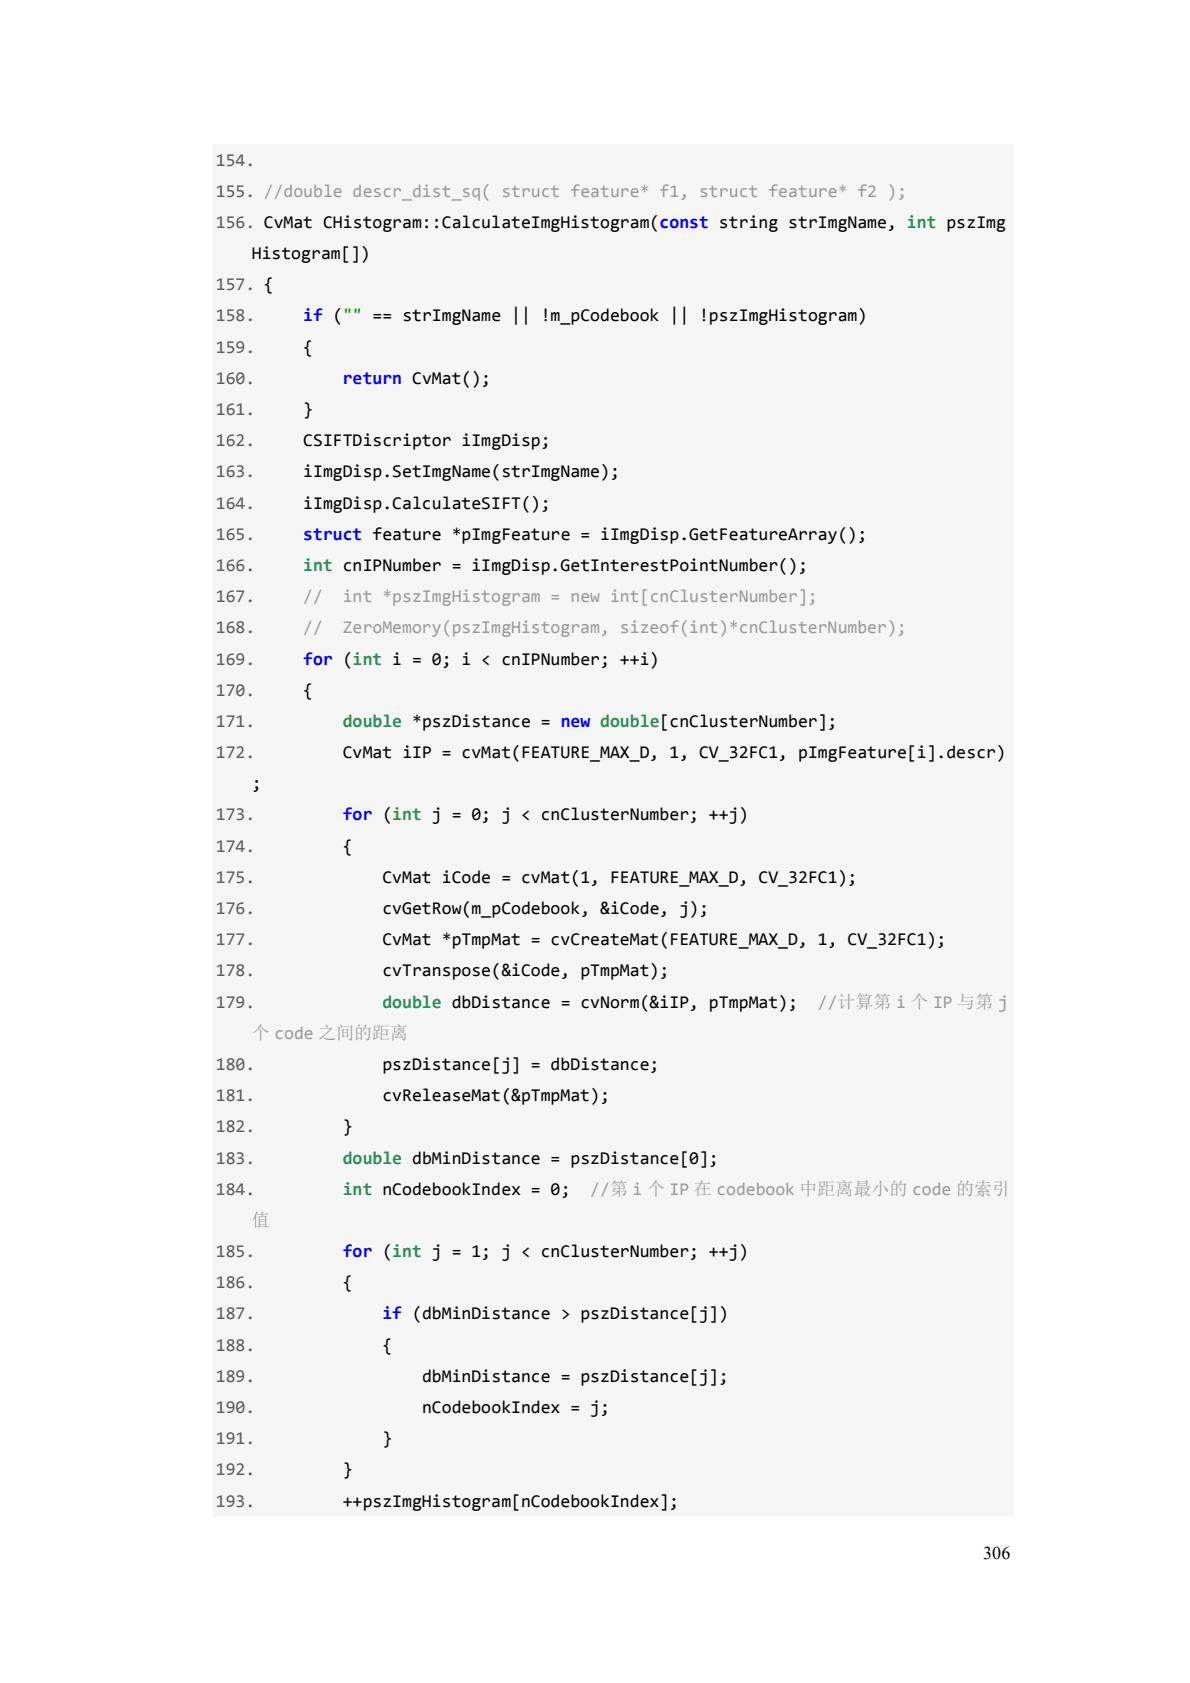 154.
155. //double descr_dist_sq( struct feature* f1, struct feature* f2 );
156. CvMat CHistogram::CalculateImgHistogram(const string strImgName, int pszImg
Histogram[])
157. {
158.     if ("" == strImgName || !m_pCodebook || !pszImgHistogram)
159.     {
160.         return CvMat();
161.     }
162.     CSIFTDiscriptor iImgDisp;
163.     iImgDisp.SetImgName(strImgName);
164.     iImgDisp.CalculateSIFT();
165.     struct feature *pImgFeature = iImgDisp.GetFeatureArray();
166.     int cnIPNumber = iImgDisp.GetInterestPointNumber();
167.     //  int *pszImgHistogram = new int[cnClusterNumber];
168.     //  ZeroMemory(pszImgHistogram, sizeof(int)*cnClusterNumber);
169.     for (int i = 0; i < cnIPNumber; ++i)
170.     {
171.         double *pszDistance = new double[cnClusterNumber];
172.         CvMat iIP = cvMat(FEATURE_MAX_D, 1, CV_32FC1, pImgFeature[i].descr)
;
173.         for (int j = 0; j < cnClusterNumber; ++j)
174.         {
175.             CvMat iCode = cvMat(1, FEATURE_MAX_D, CV_32FC1);
176.             cvGetRow(m_pCodebook, &iCode, j);
177.             CvMat *pTmpMat = cvCreateMat(FEATURE_MAX_D, 1, CV_32FC1);
178.             cvTranspose(&iCode, pTmpMat);
179.             double dbDistance = cvNorm(&iIP, pTmpMat);  //计算第 i 个 IP 与第 j
个 code 之间的距离
180.             pszDistance[j] = dbDistance;
181.             cvReleaseMat(&pTmpMat);
182.         }
183.         double dbMinDistance = pszDistance[0];
184.         int nCodebookIndex = 0;  //第 i 个 IP 在 codebook 中距离最小的 code 的索引
值
185.         for (int j = 1; j < cnClusterNumber; ++j)
186.         {
187.             if (dbMinDistance > pszDistance[j])
188.             {
189.                 dbMinDistance = pszDistance[j];
190.                 nCodebookIndex = j;
191.             }
192.         }
193.         ++pszImgHistogram[nCodebookIndex];
306